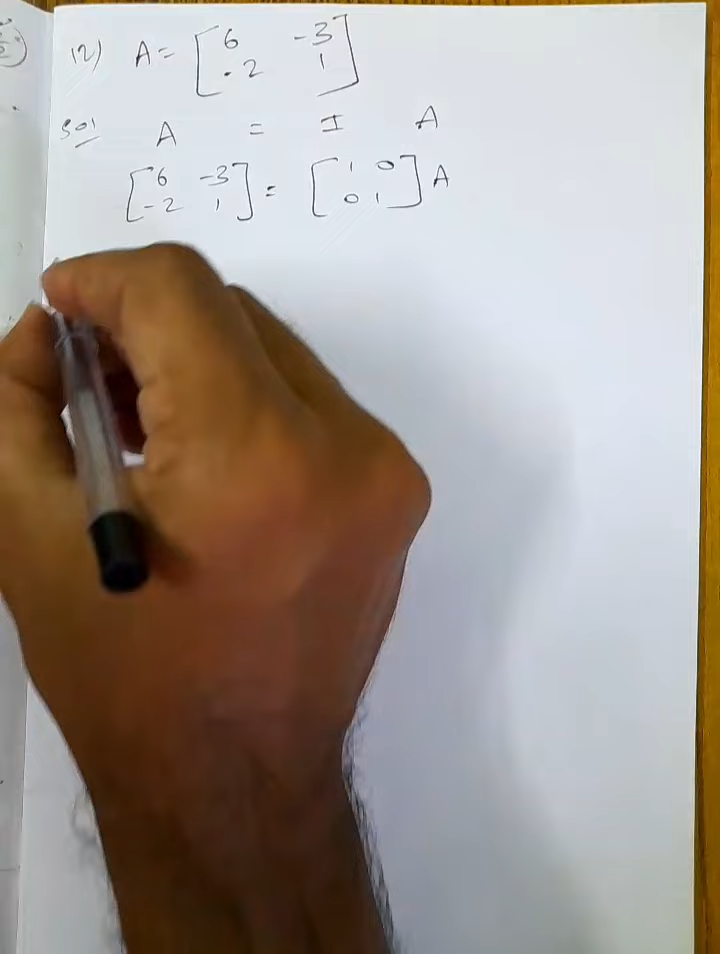 12) A = [ 6 -3
-2 1 ]
Sol A = I A
[ 6 -3 = [ 1 0 A
-2 1 ] 0 1 ]